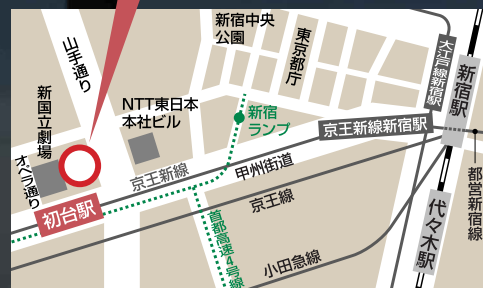 新宿中央
公園
東京都庁
山手通り
大江戸線新宿駅
新宿駅
新国立劇場
NTT東日本
本社ビル
新宿
ランプ
京王新線新宿駅
オペラ通り
京王新線
甲州街道
都営新宿線
初台駅
京王線
代々木駅
首都高速4号線
小田急線